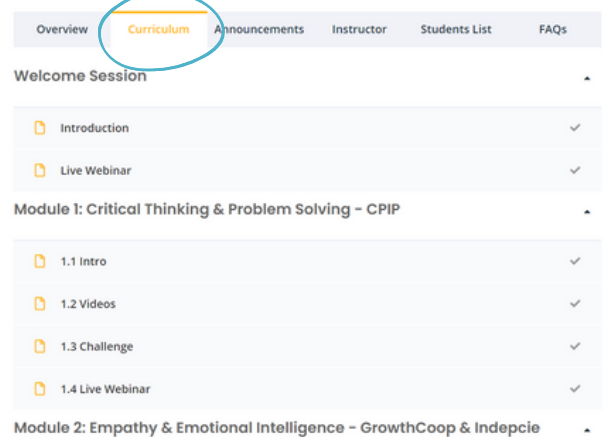 Overview Curriculum Announcements Instructor Students List FAQs
Welcome Session
Introduction
Live Webinar
Module 1: Critical Thinking & Problem Solving - CPIP
1.1 Intro
1.2 Videos
1.3 Challenge
1.4 Live Webinar
Module 2: Empathy & Emotional Intelligence - GrowthCoop & Indepcie